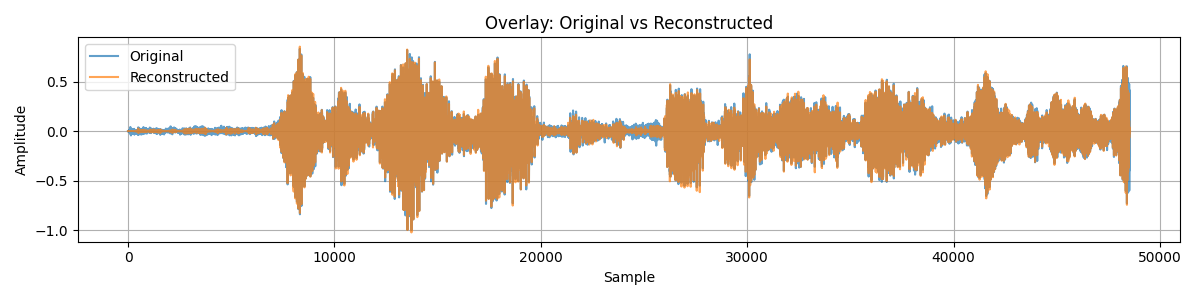 Overlay: Original vs Reconstructed
Original
Reconstructed
Amplitude
0.5
0.0
−0.5
−1.0
0
10000
20000
30000
40000
50000
Sample